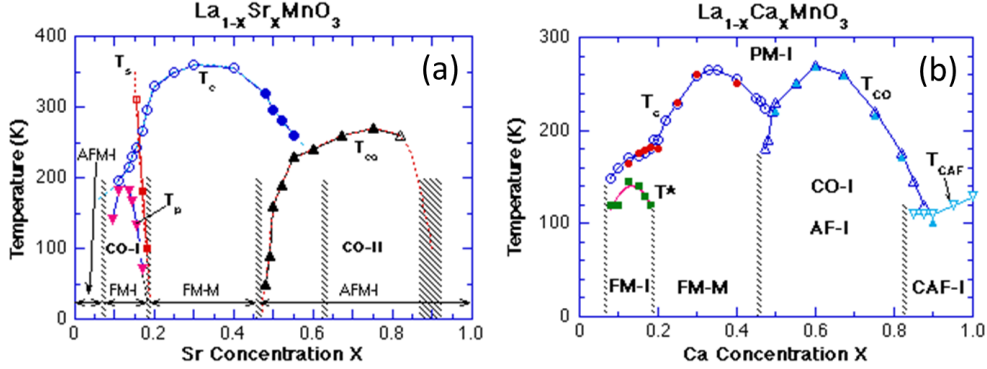 La1-XSrXMnO3
(a)
Ts
Tc
AFM-I
Tp
Tco
CO-I
CO-II
FM-I
FM-M
AFM-I
400
300
200
100
0
0
0.2
0.4
0.6
0.8
1.0
Temperature (K)
Sr Concentration X
La1-XCaXMnO3
(b)
PM-I
Tc
TCO
T*
TCAF
CO-I
AF-I
FM-I
FM-M
CAF-I
300
200
100
0
0
0.2
0.4
0.6
0.8
1.0
Temperature (K)
Ca Concentration X